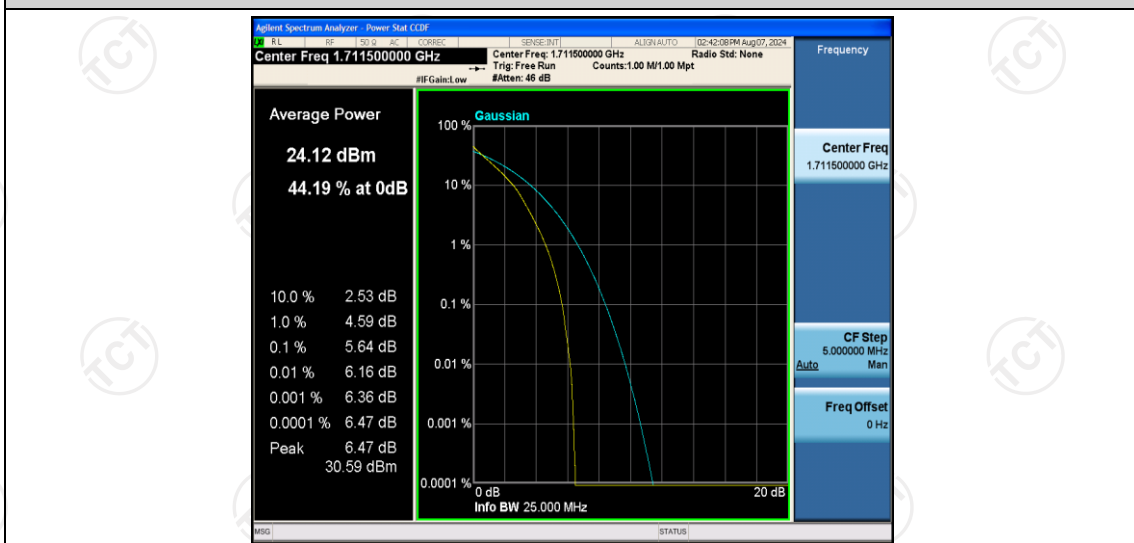 Agilent Spectrum Analyzer - Power Stat CCDF
RL RF 50 Ω AC CORREC SENSE:INT ALIGN AUTO 02:42:08 PM Aug 07, 2024
Center Freq 1.711500000 GHz
Center Freq: 1.711500000 GHz Radio Std: None
Trig: Free Run Counts:1.00 M/1.00 Mpt
#IFGain:Low #Atten: 46 dB
Frequency
Average Power
24.12 dBm
44.19 % at 0dB
10.0 % 2.53 dB
1.0 % 4.59 dB
0.1 % 5.64 dB
0.01 % 6.16 dB
0.001 % 6.36 dB
0.0001 % 6.47 dB
Peak 6.47 dB
30.59 dBm
Gaussian
100 %
10 %
1 %
0.1 %
0.01 %
0.001 %
0.0001 %
0 dB 20 dB
Info BW 25.000 MHz
Center Freq
1.711500000 GHz
CF Step
5.000000 MHz
Auto Man
Freq Offset
0 Hz
MSG STATUS
TCT
TCT
TCT
TCT